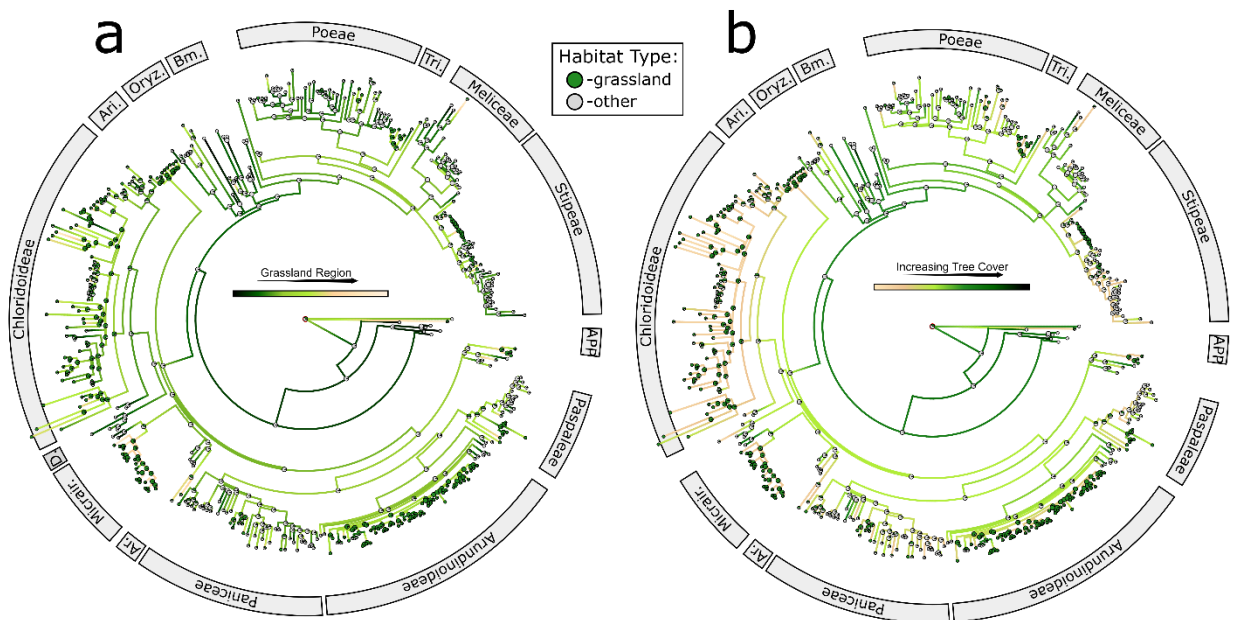 a
Poeae
Tri.
Meliceae
Stipeae
APP
Paspaleae
Arundinoideae
Paniceae
Ar.
Micrair.
D.
Chloridoideae
Ari.
Oryz.
Bm.
Grassland Region
Habitat Type:
-grassland
-other
b
Poeae
Tri.
Meliceae
Stipeae
APP
Paspaleae
Arundinoideae
Paniceae
Ar.
Micrair.
Chloridoideae
Ari.
Oryz.
Bm.
Increasing Tree Cover